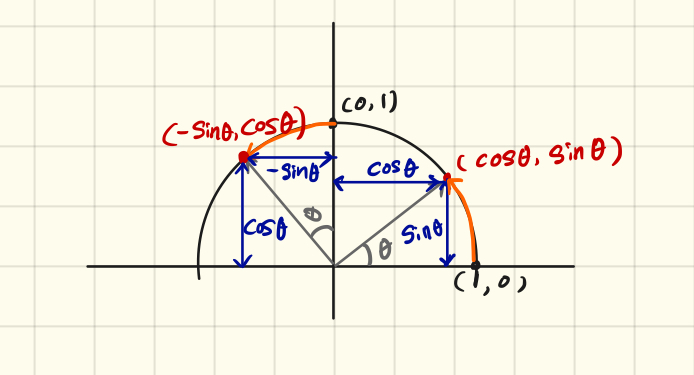 (0,1)
(-Sinθ, Cosθ)
(cosθ, Sinθ)
-Sinθ
Cosθ
Cosθ
θ
Sinθ
θ
(1,0)